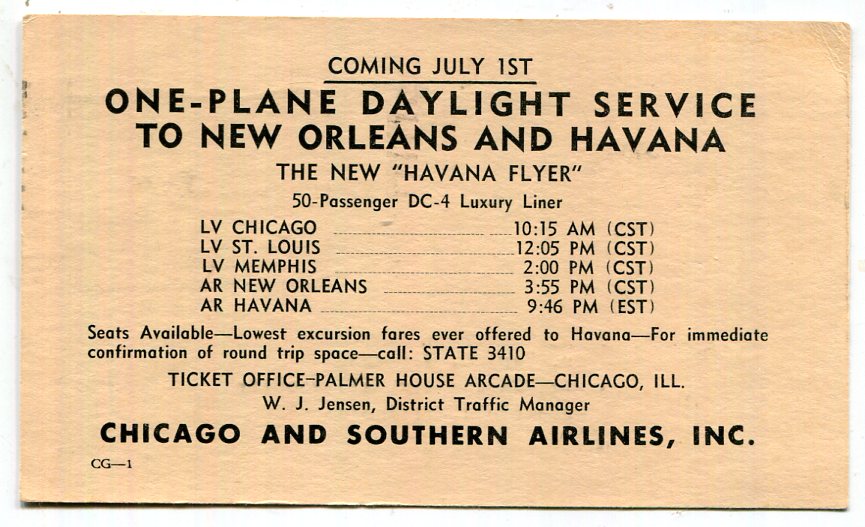 COMING JULY 1ST
ONE-PLANE DAYLIGHT SERVICE
TO NEW ORLEANS AND HAVANA
THE NEW "HAVANA FLYER"
50-Passenger DC-4 Luxury Liner
LV CHICAGO 10:15 AM (CST)
LV ST. LOUIS 12:05 PM (CST)
LV MEMPHIS 2:00 PM (CST)
AR NEW ORLEANS 3:55 PM (CST)
AR HAVANA 9:46 PM (EST)
Seats Available—Lowest excursion fares ever offered to Havana—For immediate
confirmation of round trip space—call: STATE 3410
TICKET OFFICE-PALMER HOUSE ARCADE—CHICAGO, ILL.
W. J. Jensen, District Traffic Manager
CHICAGO AND SOUTHERN AIRLINES, INC.
CG—1